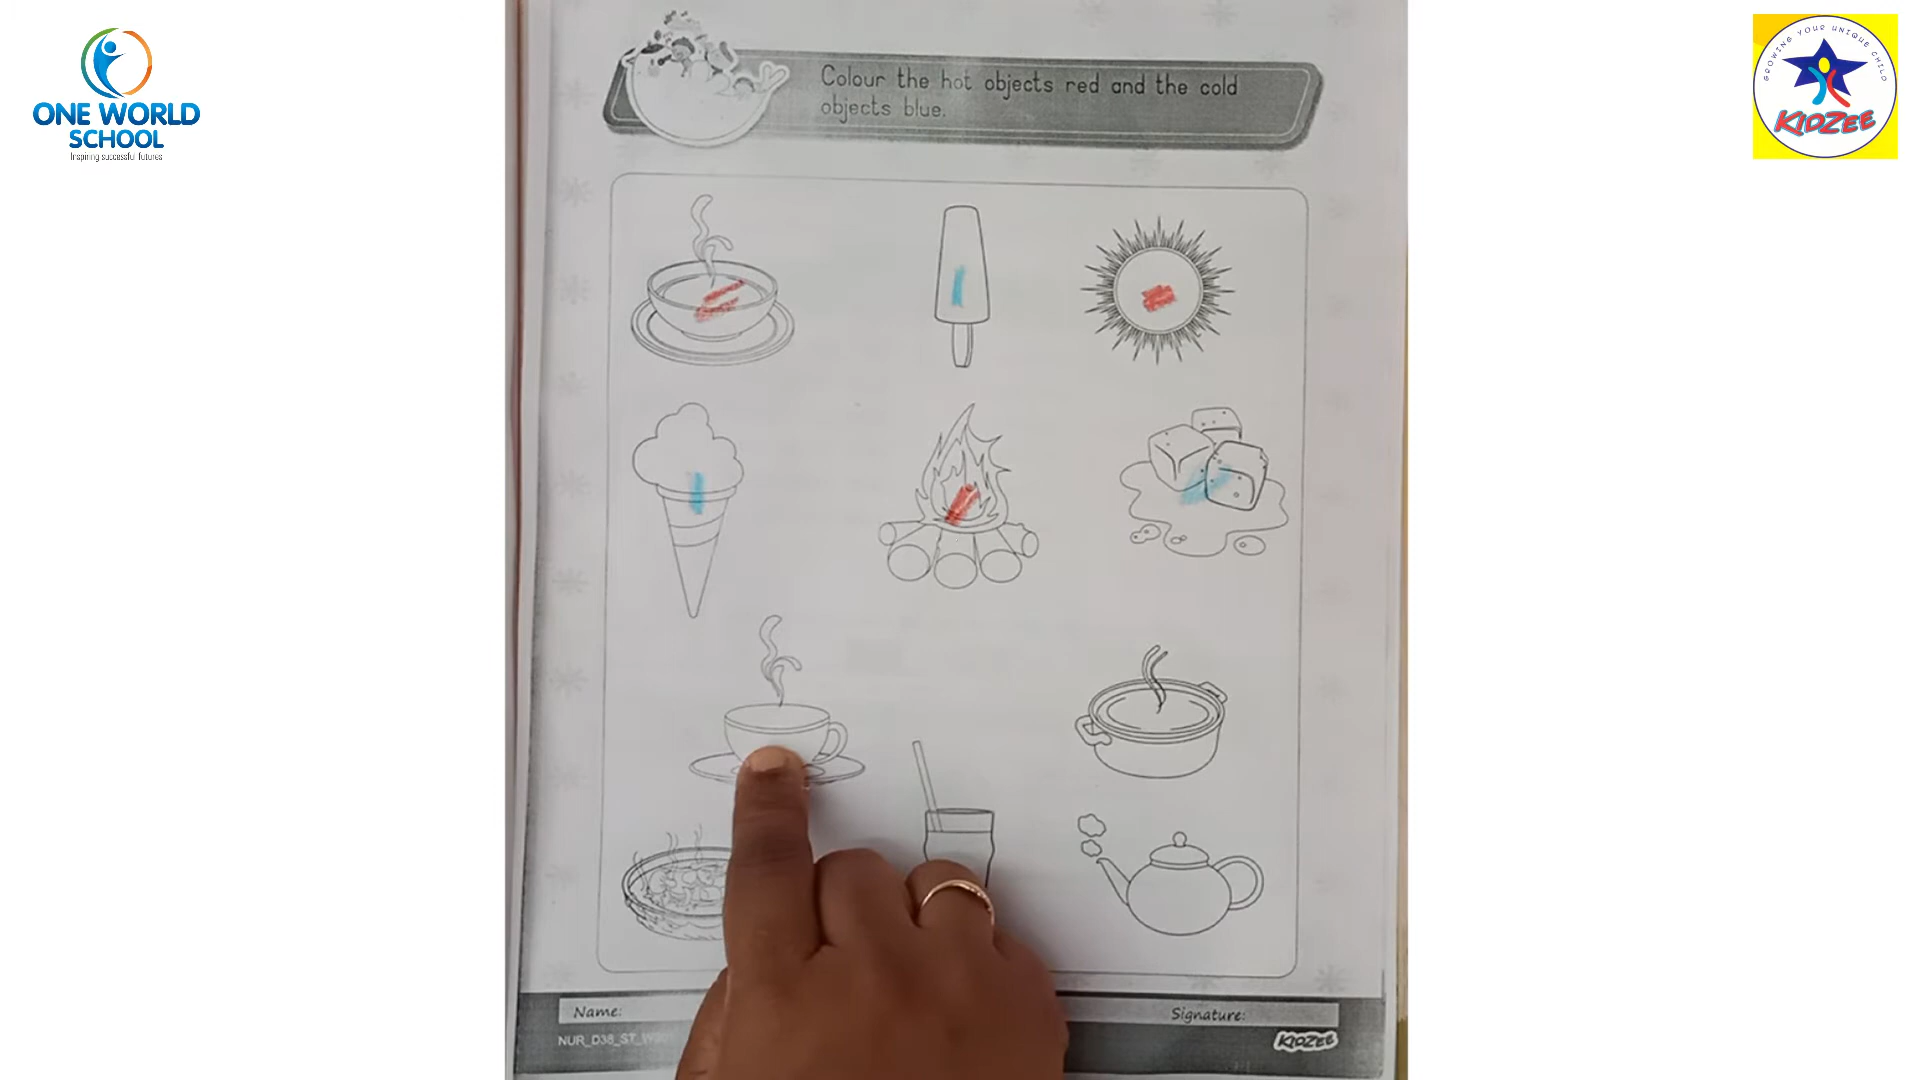 ONE WORLD
SCHOOL
Inspiring successful futures
GROWING YOUR UNIQUE CHILD
KIDZEE
Colour the hot objects red and the cold
objects blue.
Name:
Signature:
NUR_D38_ST
KIDZEE